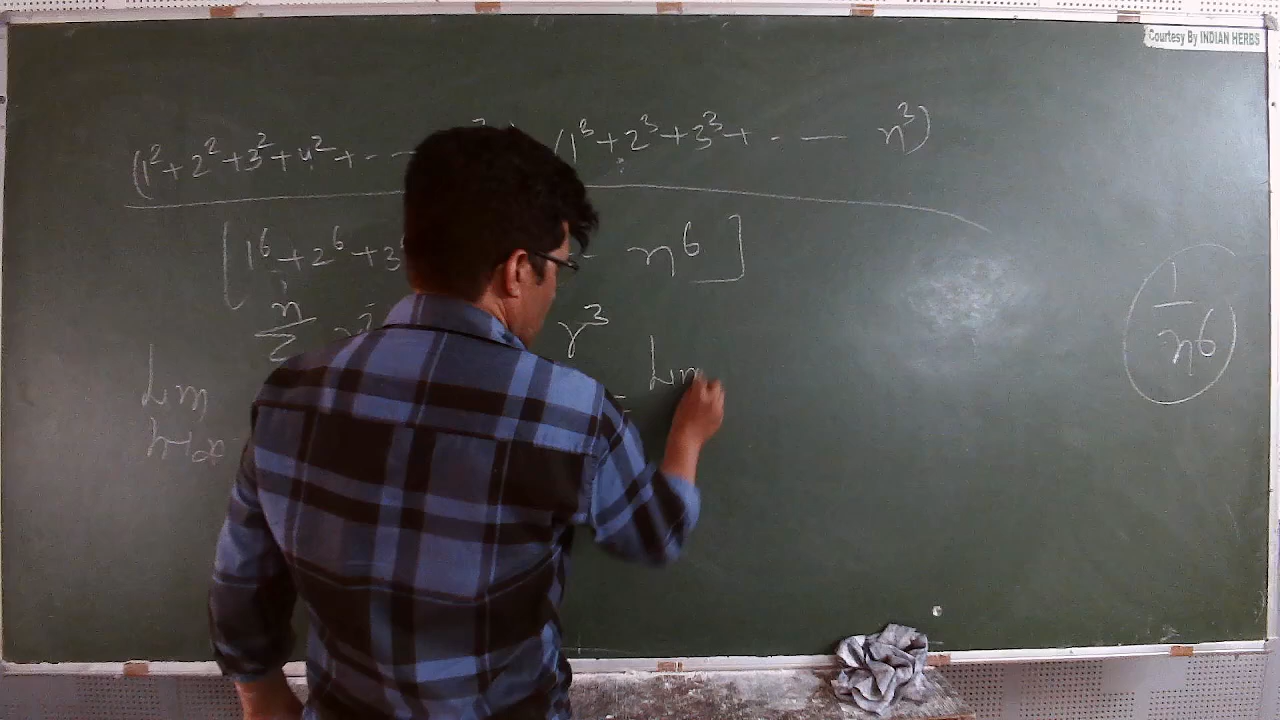 Courtesy By INDIAN HERBS
(1² + 2² + 3² + 4² + - - (1³ + 2³ + 3³ + - - n³)
[1⁶ + 2⁶ + 3 - n⁶]
n
Σ r³
Lim = Lim
n→∞
1
n⁶